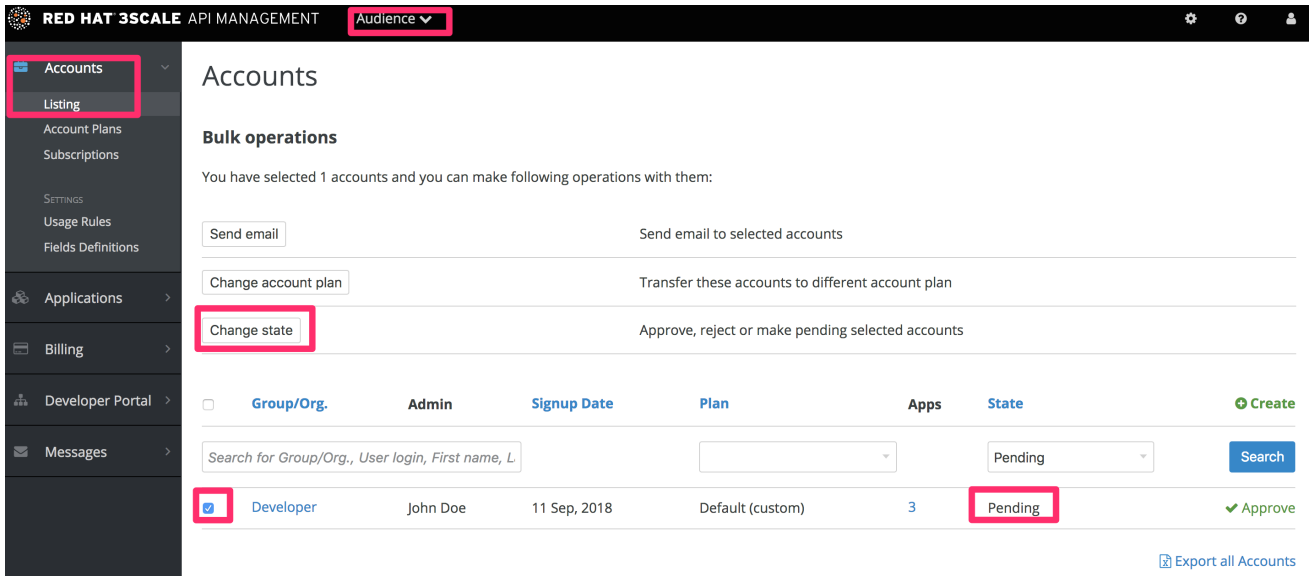 RED HAT 3SCALE API MANAGEMENT Audience
Accounts
Listing
Account Plans
Subscriptions
SETTINGS
Usage Rules
Fields Definitions
Applications
Billing
Developer Portal
Messages
Accounts
Bulk operations
You have selected 1 accounts and you can make following operations with them:
Send email Send email to selected accounts
Change account plan Transfer these accounts to different account plan
Change state Approve, reject or make pending selected accounts
Group/Org. Admin Signup Date Plan Apps State Create
Search for Group/Org., User login, First name, L. Pending Search
Developer John Doe 11 Sep, 2018 Default (custom) 3 Pending Approve
Export all Accounts